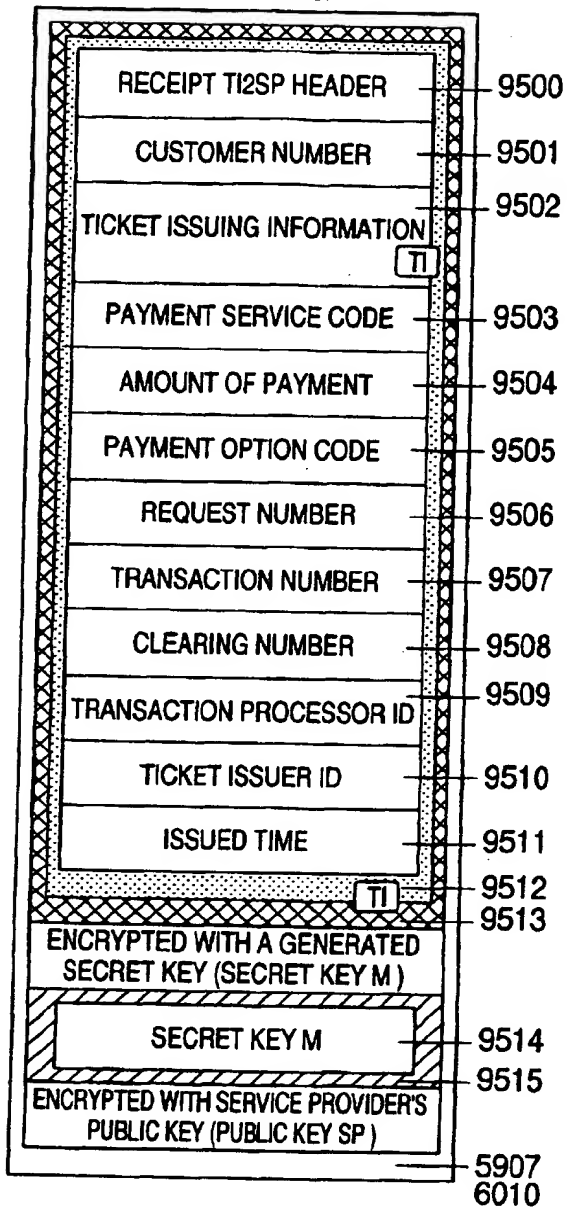 RECEIPT TI2SP HEADER 9500
CUSTOMER NUMBER 9501
9502
TICKET ISSUING INFORMATION
TI
PAYMENT SERVICE CODE 9503
AMOUNT OF PAYMENT 9504
PAYMENT OPTION CODE 9505
REQUEST NUMBER 9506
TRANSACTION NUMBER 9507
CLEARING NUMBER 9508
9509
TRANSACTION PROCESSOR ID
TICKET ISSUER ID 9510
ISSUED TIME 9511
TI 9512
9513
ENCRYPTED WITH A GENERATED
SECRET KEY (SECRET KEY M)
SECRET KEY M 9514
9515
ENCRYPTED WITH SERVICE PROVIDER'S
PUBLIC KEY (PUBLIC KEY SP)
5907
6010